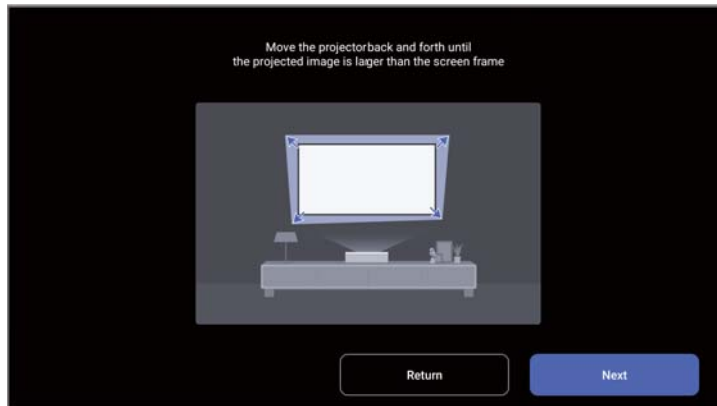 Move the projectorback and forth until
the projected image is lager than the screen frame
Return
Next